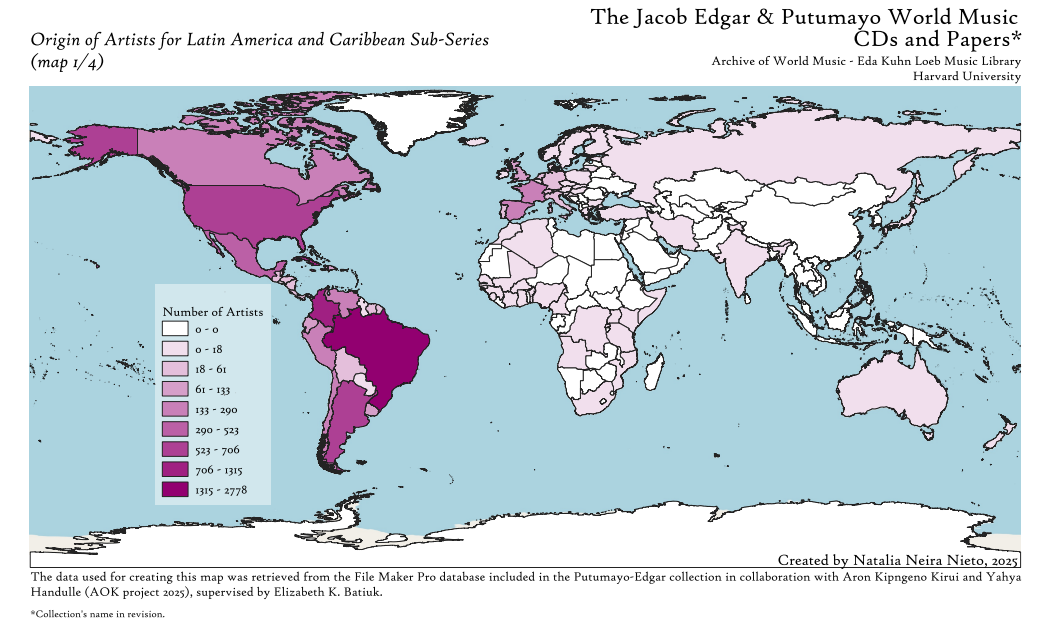 The Jacob Edgar & Putumayo World Music
CDs and Papers*
Origin of Artists for Latin America and Caribbean Sub-Series
(map 1/4)
Archive of World Music - Eda Kuhn Loeb Music Library
Harvard University
Number of Artists
0 - 0
0 - 18
18 - 61
61 - 133
133 - 290
290 - 523
523 - 706
706 - 1315
1315 - 2778
Created by Natalia Neira Nieto, 2025
The data used for creating this map was retrieved from the File Maker Pro database included in the Putumayo-Edgar collection in collaboration with Aron Kipngeno Kirui and Yahya
Handulle (AOK project 2025), supervised by Elizabeth K. Batiuk.
*Collection's name in revision.